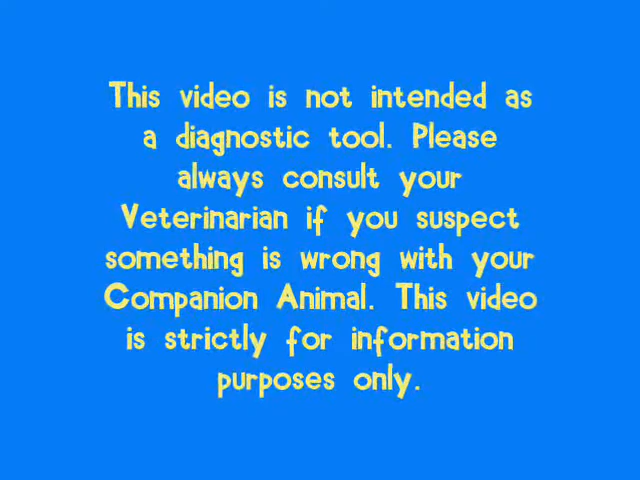 This video is not intended as
a diagnostic tool. Please
always consult your
Veterinarian if you suspect
something is wrong with your
Companion Animal. This video
is strictly for information
purposes only.